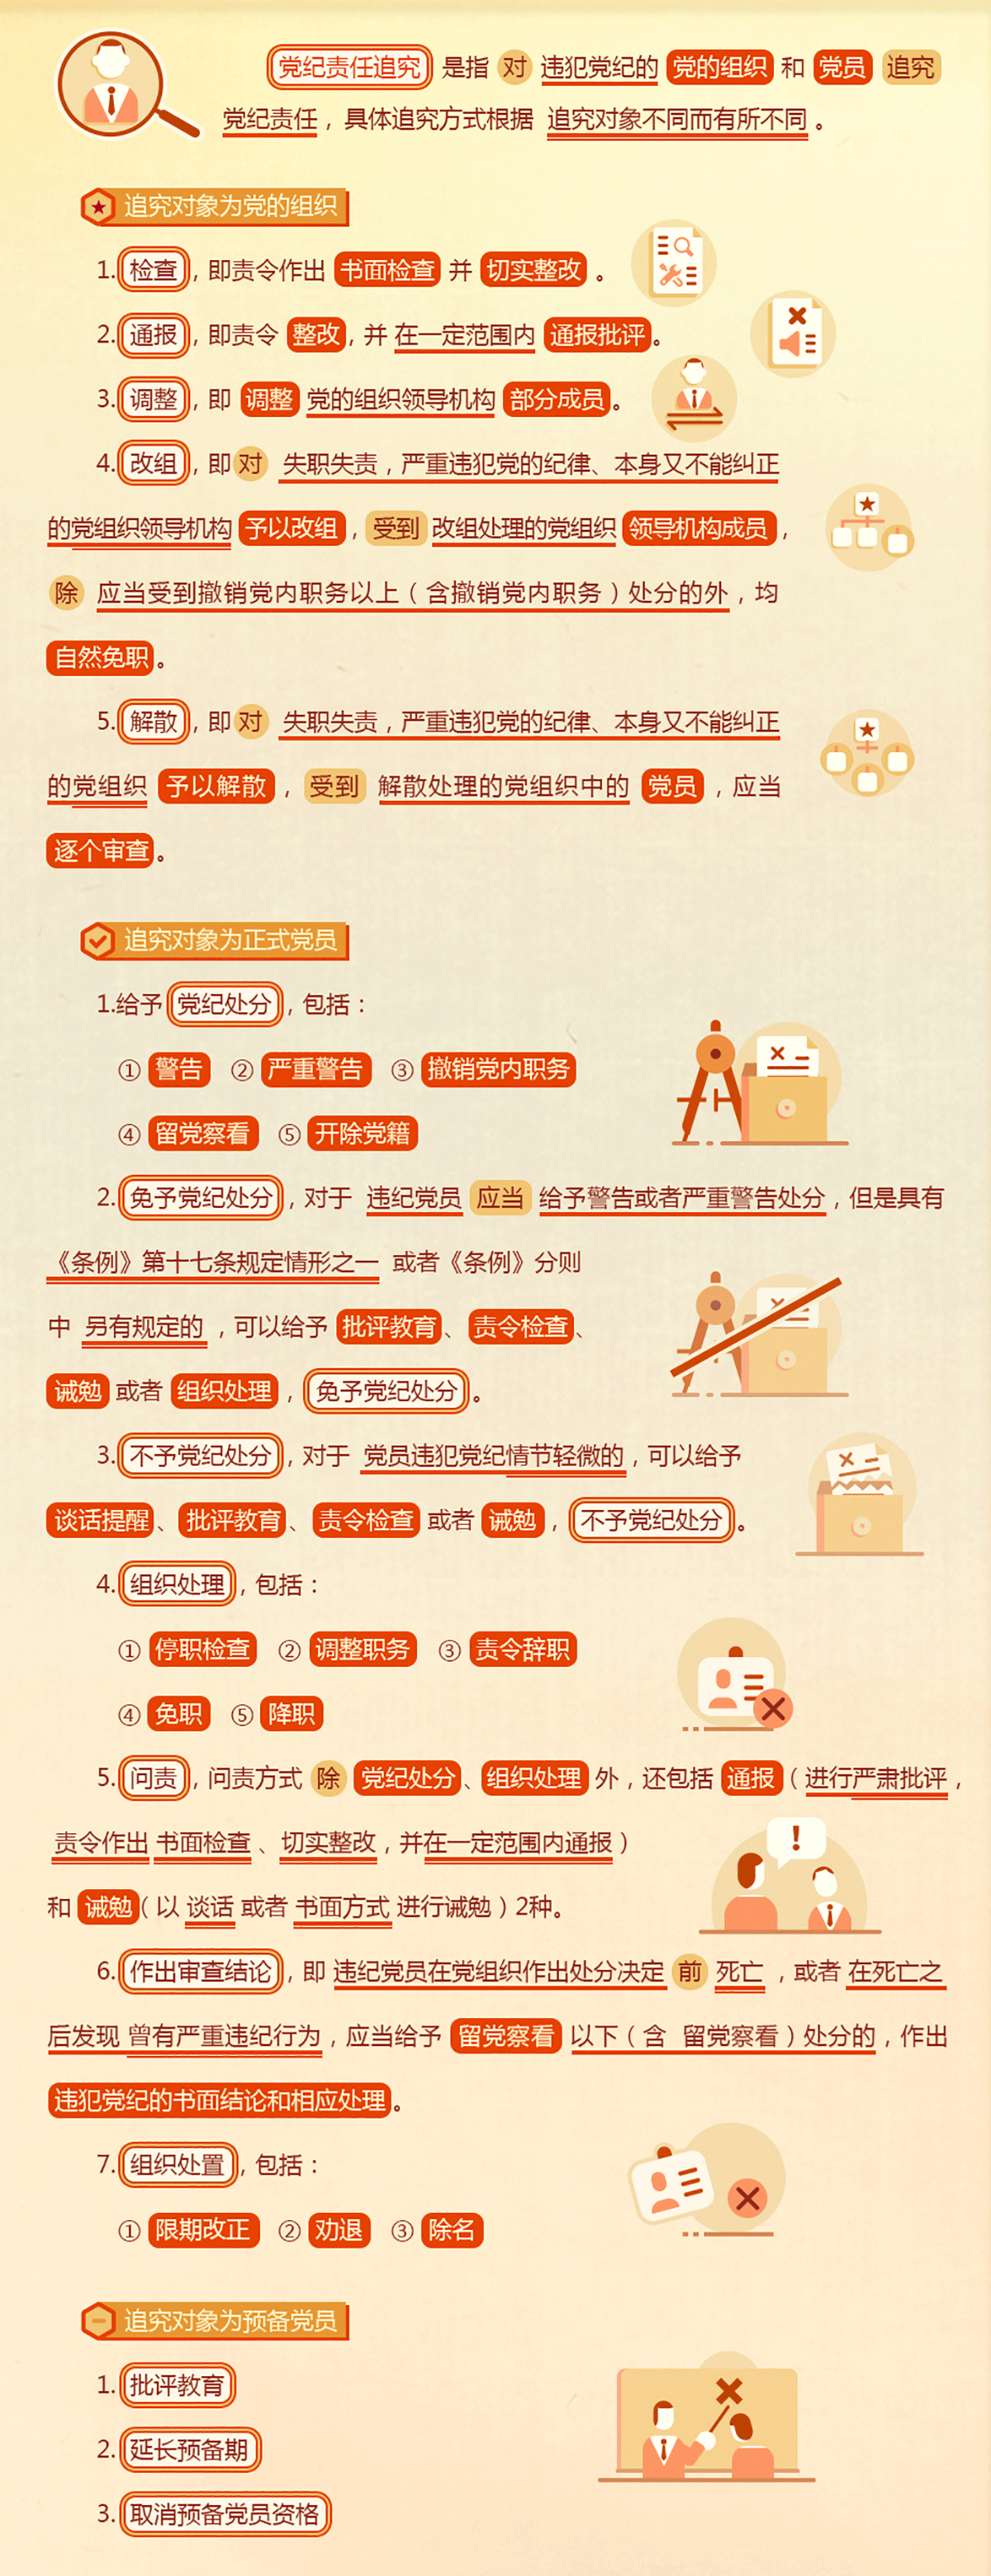 党纪责任追究 是指 对 违犯党纪的 党的组织 和 党员 追究
党纪责任，具体追究方式根据 追究对象不同而有所不同。
追究对象为党的组织
1.检查，即责令作出 书面检查 并 切实整改。
2.通报，即责令 整改，并 在一定范围内 通报批评。
3.调整，即 调整 党的组织领导机构 部分成员。
4.改组，即对 失职失责，严重违犯党的纪律、本身又不能纠正
的党组织领导机构 予以改组，受到 改组处理的党组织 领导机构成员，
除 应当受到撤销党内职务以上（含撤销党内职务）处分的外，均
自然免职。
5.解散，即对 失职失责，严重违犯党的纪律、本身又不能纠正
的党组织 予以解散，受到 解散处理的党组织中的 党员，应当
逐个审查。
追究对象为正式党员
1.给予党纪处分，包括：
① 警告 ② 严重警告 ③ 撤销党内职务
④ 留党察看 ⑤ 开除党籍
2.免予党纪处分，对于 违纪党员 应当 给予警告或者严重警告处分，但是具有
《条例》第十七条规定情形之一 或者《条例》分则
中 另有规定的，可以给予 批评教育、责令检查、
诫勉 或者 组织处理，免予党纪处分。
3.不予党纪处分，对于 党员违犯党纪情节轻微的，可以给予
谈话提醒、批评教育、责令检查 或者 诫勉，不予党纪处分。
4.组织处理，包括：
① 停职检查 ② 调整职务 ③ 责令辞职
④ 免职 ⑤ 降职
5.问责，问责方式 除 党纪处分、组织处理 外，还包括 通报（进行严肃批评，
责令作出 书面检查、切实整改，并在一定范围内通报）
和 诫勉（以 谈话 或者 书面方式 进行诫勉）2种。
6.作出审查结论，即 违纪党员在党组织作出处分决定 前 死亡，或者 在死亡之
后发现 曾有严重违纪行为，应当给予 留党察看 以下（含 留党察看）处分的，作出
违犯党纪的书面结论和相应处理。
7.组织处置，包括：
① 限期改正 ② 劝退 ③ 除名
追究对象为预备党员
1.批评教育
2.延长预备期
3.取消预备党员资格